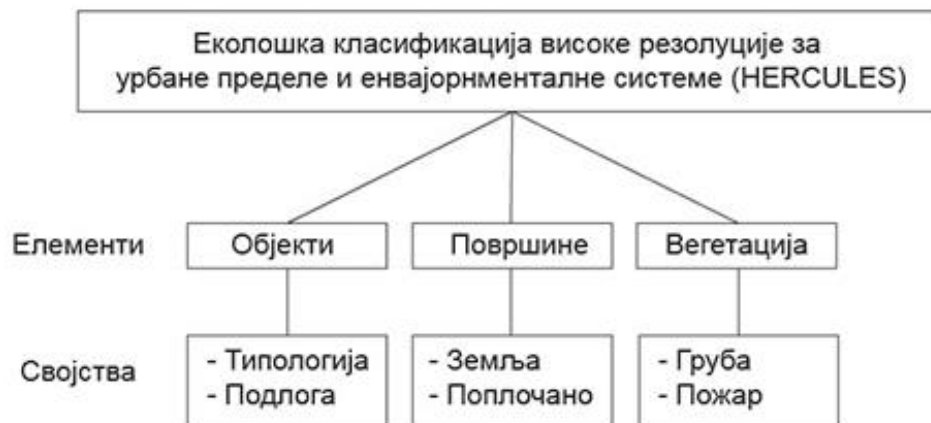 Еколошка класификација високе резолуције за
урбане пределе и енвајорнменталне системе (HERCULES)
Елементи
Објекти
Површине
Вегетација
Својства
- Типологија
- Подлога
- Земља
- Поплочано
- Груба
- Пожар